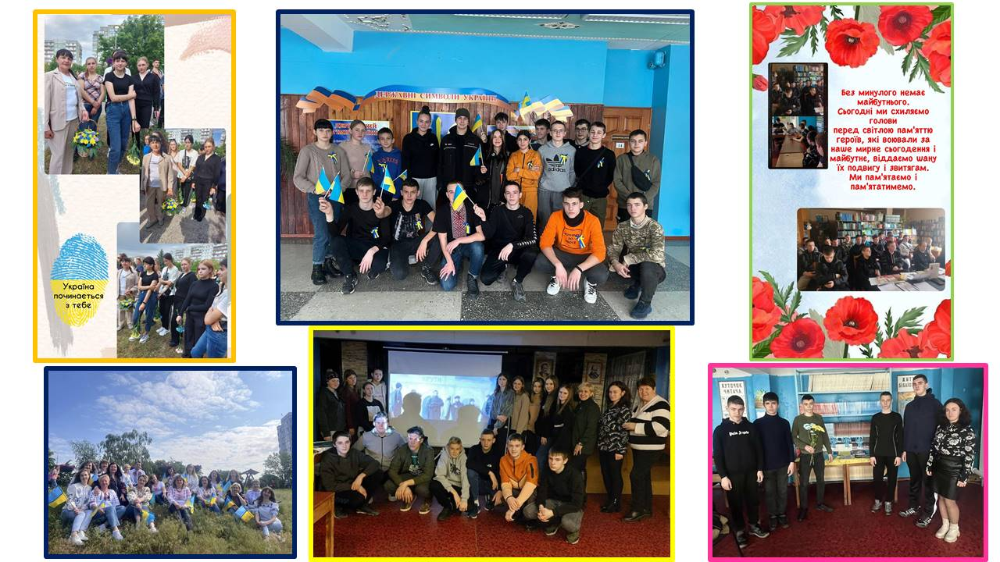 Україна
починається
з тебе
ДЕРЖАВНІ СИМВОЛИ УКРАЇНИ
14
adidas
Без минулого немає
майбутнього.
Сьогодні ми схиляємо
голови
перед світлою пам'яттю
героїв, які воювали за
наше мирне сьогодення і
майбутнє, віддаємо шану
їх подвигу і звитягам.
Ми пам'ятаємо і
пам'ятатимемо.
КУТОЧОК
ЧИТАЧА